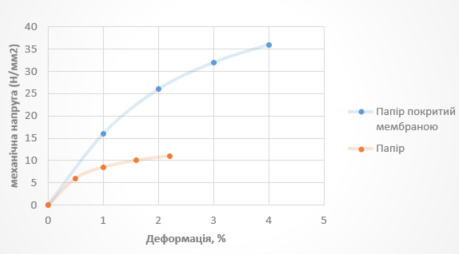 механічна напруга (Н/мм2)
40
35
30
25
20
15
10
5
0
0 1 2 3 4 5
Деформація, %
Папір покритий
мембраною
Папір